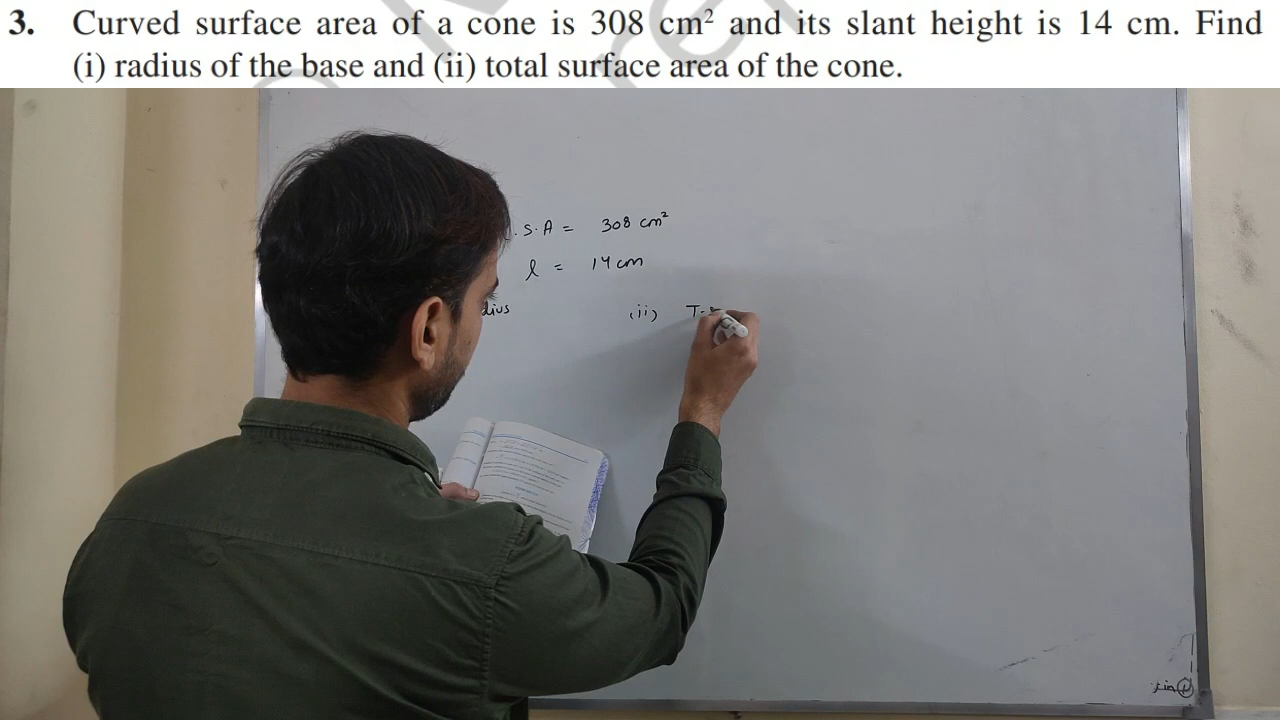 3. Curved surface area of a cone is 308 cm² and its slant height is 14 cm. Find
(i) radius of the base and (ii) total surface area of the cone.
.S.A = 308 cm²
l = 14 cm
dius (ii) T.S